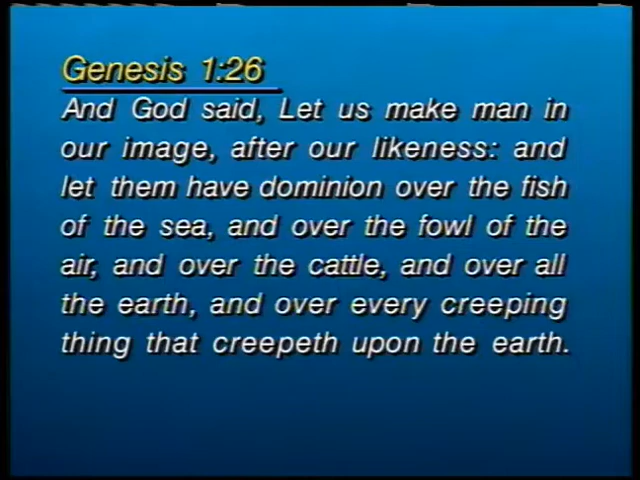 Genesis 1:26
And God said, Let us make man in
our image, after our likeness: and
let them have dominion over the fish
of the sea, and over the fowl of the
air, and over the cattle, and over all
the earth, and over every creeping
thing that creepeth upon the earth.